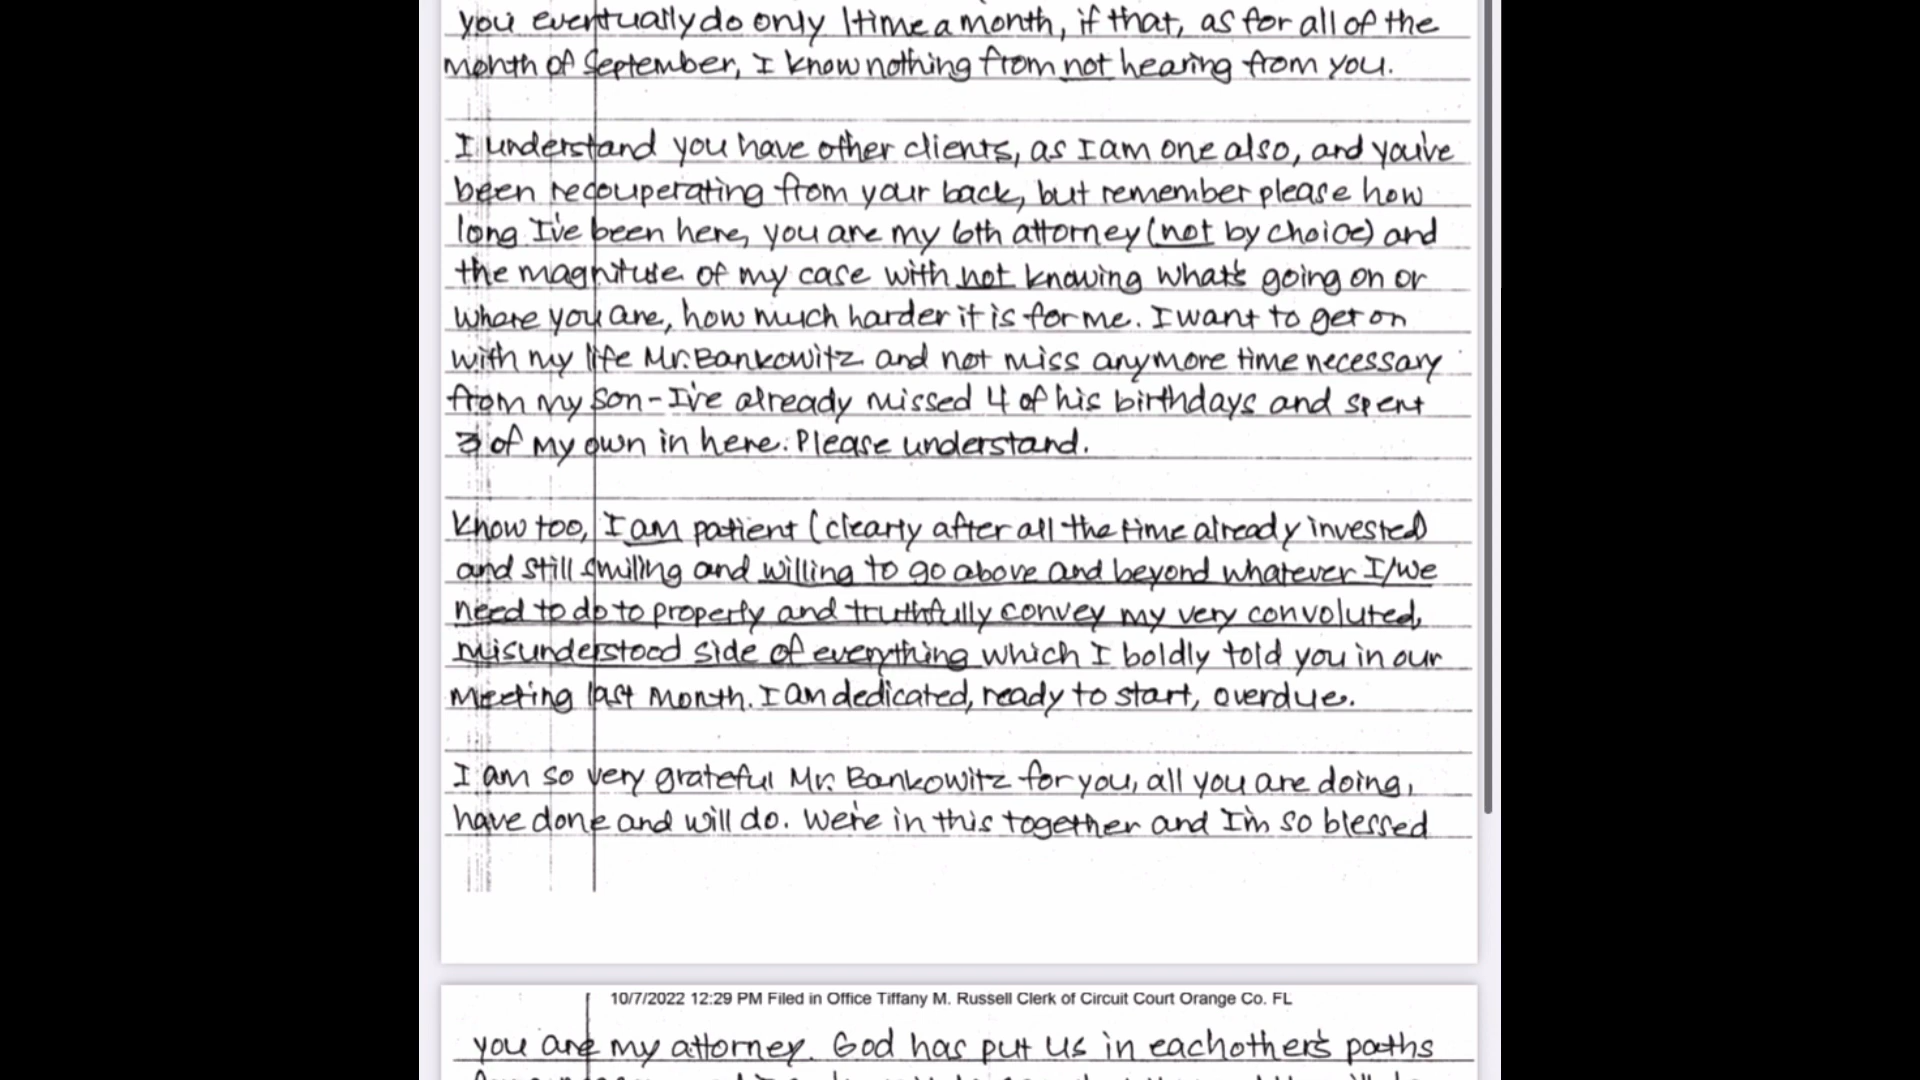 you eventually do only 1 time a month, if that, as for all of the
month of September, I know nothing from not hearing from you.
I understand you have other clients, as I am one also, and you've
been recouperating from your back, but remember please how
long I've been here, you are my 6th attorney (not by choice) and
the magnitute of my case with not knowing what's going on or
where you are, how much harder it is for me. I want to get on
with my life Mr. Bankowitz and not miss anymore time necessary
from my son - I've already missed 4 of his birthdays and spent
3 of my own in here. Please understand.
Know too, I am patient (clearly after all the time already invested
and still smiling and willing to go above and beyond whatever I/we
need to do to properly and truthfully convey my very convoluted,
misunderstood side of everything which I boldly told you in our
meeting last month. I am dedicated, ready to start, overdue.
I am so very grateful Mr. Bankowitz for you, all you are doing,
have done and will do. We're in this together and I'm so blessed
10/7/2022 12:29 PM Filed in Office Tiffany M. Russell Clerk of Circuit Court Orange Co. FL
you are my attorney. God has put us in eachother's paths